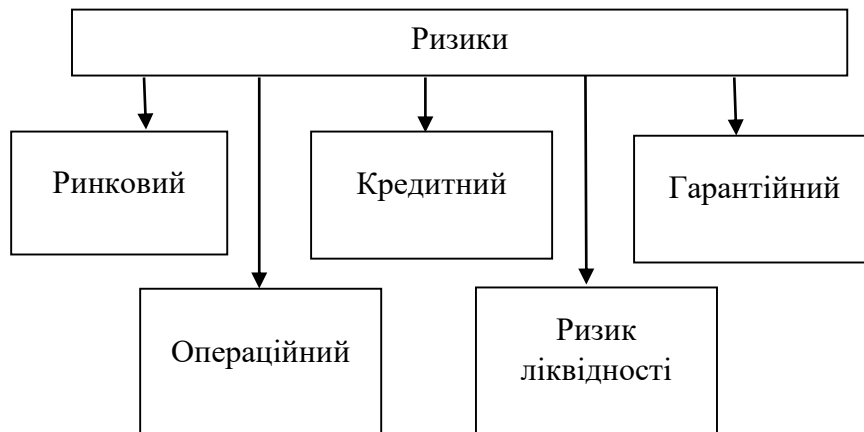 Ризики
Ринковий
Кредитний
Гарантійний
Операційний
Ризик
ліквідності